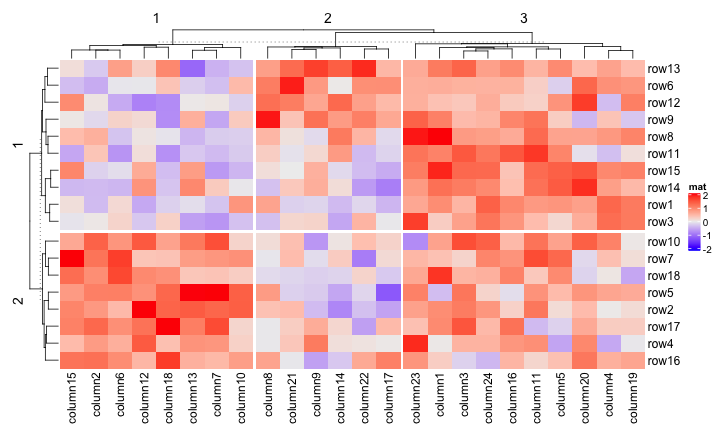 1 2 3
1
2
row13
row6
row12
row9
row8
row11
row15
row14
row1
row3
row10
row7
row18
row5
row2
row17
row4
row16
mat
2
1
0
-1
-2
column15
column2
column6
column12
column18
column13
column7
column10
column8
column21
column9
column14
column22
column17
column23
column1
column3
column24
column16
column11
column5
column20
column4
column19